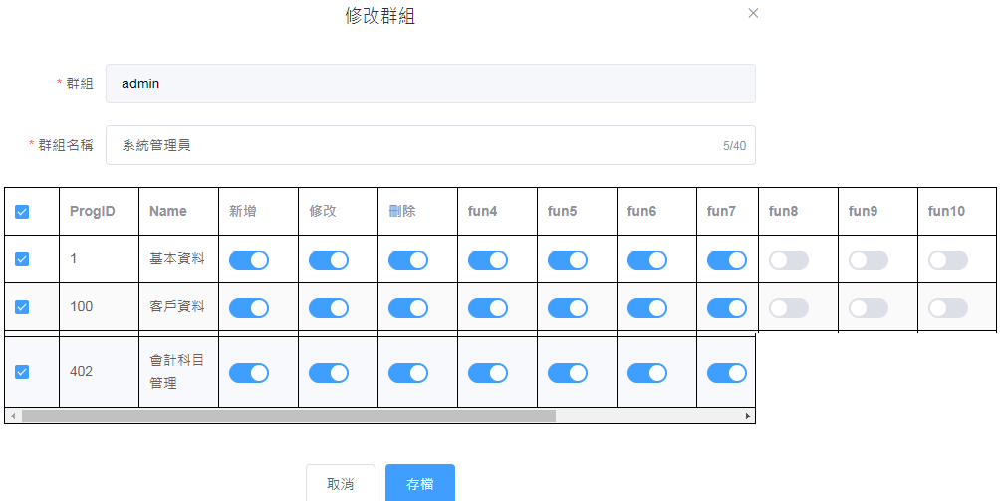 修改群組
* 群組 admin
* 群組名稱 系統管理員 5/40
ProgID Name 新增 修改 刪除 fun4 fun5 fun6 fun7 fun8 fun9 fun10
1 基本資料
100 客戶資料
402 會計科目
管理
取消 存檔